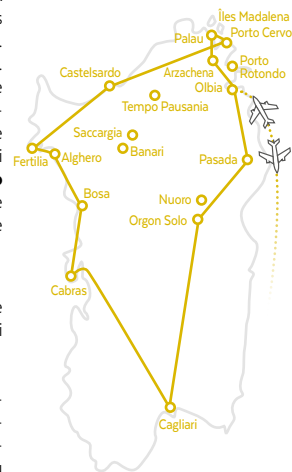 Îles Madalena
Palau
Porto Cervo
Arzachena
Porto
Rotondo
Castelsardo
Olbia
Tempo Pausania
Saccargia
Banari
Fertilia
Alghero
Pasada
Bosa
Nuoro
Orgon Solo
Cabras
Cagliari